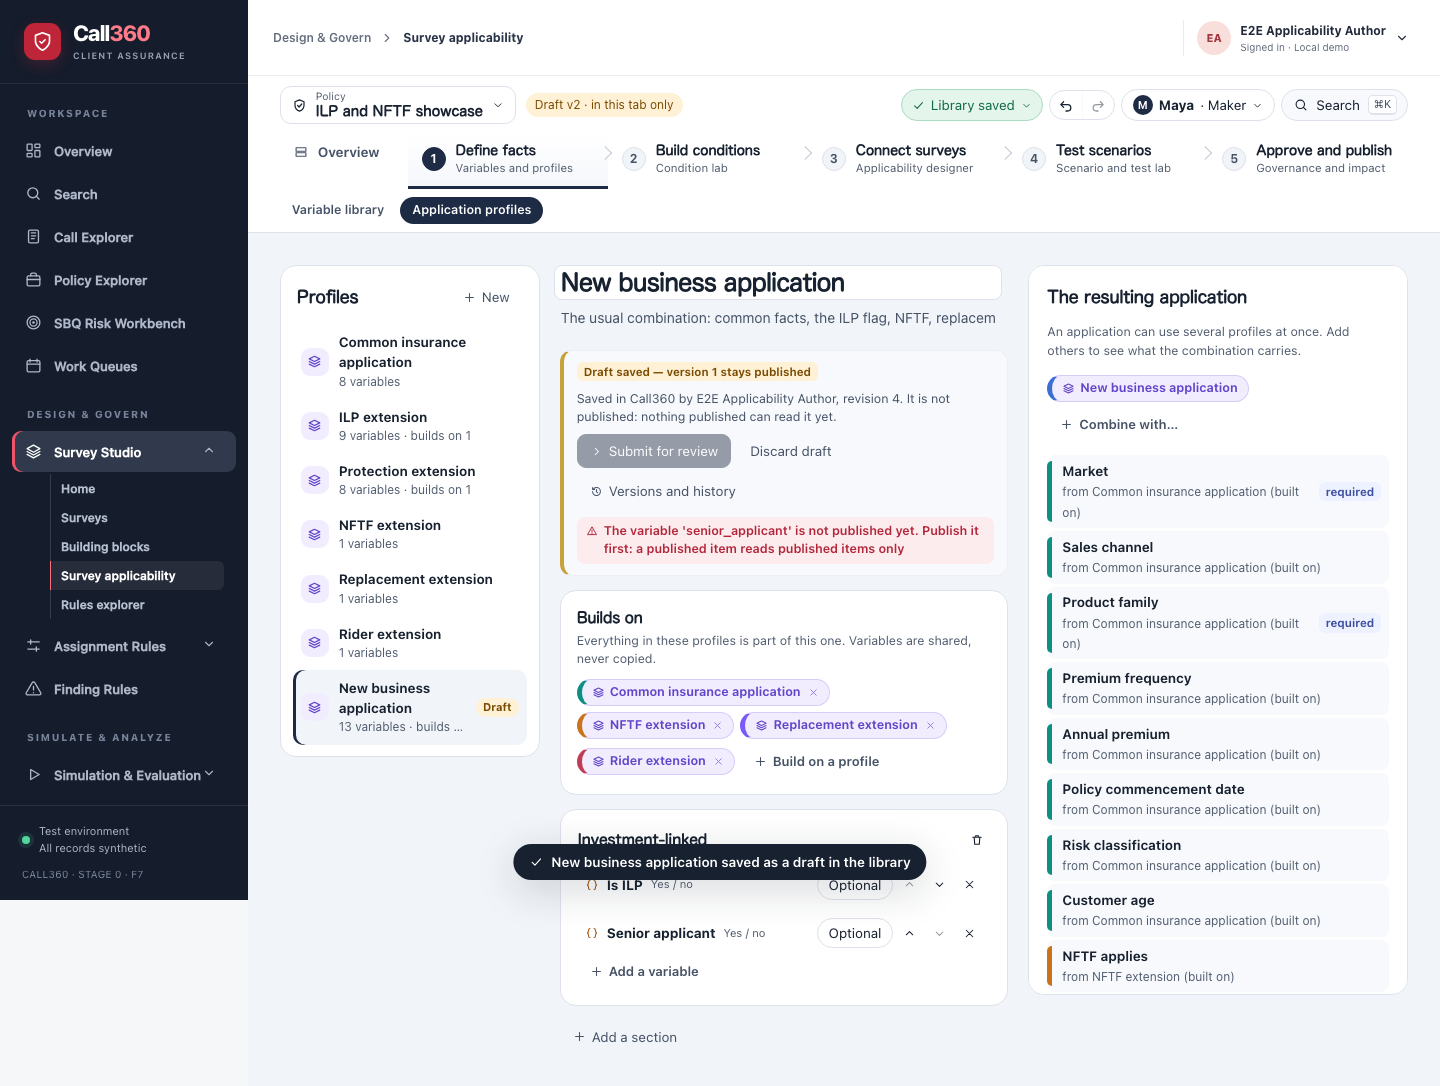 Call360
CLIENT ASSURANCE
WORKSPACE
Overview
Search
Call Explorer
Policy Explorer
SBQ Risk Workbench
Work Queues
DESIGN & GOVERN
Survey Studio
Home
Surveys
Building blocks
Survey applicability
Rules explorer
Assignment Rules
Finding Rules
SIMULATE & ANALYZE
Simulation & Evaluation
Test environment
All records synthetic
CALL360 · STAGE 0 · F7
Design & Govern
Survey applicability
EA
E2E Applicability Author
Signed in · Local demo
Policy
ILP and NFTF showcase
Draft v2 · in this tab only
Library saved
M Maya · Maker
Search ⌘K
Overview
1 Define facts
Variables and profiles
2 Build conditions
Condition lab
3 Connect surveys
Applicability designer
4 Test scenarios
Scenario and test lab
5 Approve and publish
Governance and impact
Variable library
Application profiles
Profiles
New
Common insurance
application
8 variables
ILP extension
9 variables · builds on 1
Protection extension
8 variables · builds on 1
NFTF extension
1 variables
Replacement extension
1 variables
Rider extension
1 variables
New business
application
13 variables · builds ...
Draft
New business application
The usual combination: common facts, the ILP flag, NFTF, replacem
Draft saved — version 1 stays published
Saved in Call360 by E2E Applicability Author, revision 4. It is not
published: nothing published can read it yet.
Submit for review
Discard draft
Versions and history
The variable 'senior_applicant' is not published yet. Publish it
first: a published item reads published items only
Builds on
Everything in these profiles is part of this one. Variables are shared,
never copied.
Common insurance application
NFTF extension
Replacement extension
Rider extension
Build on a profile
Investment-linked
New business application saved as a draft in the library
Is ILP Yes / no
Optional
Senior applicant Yes / no
Optional
Add a variable
Add a section
The resulting application
An application can use several profiles at once. Add
others to see what the combination carries.
New business application
Combine with...
Market
from Common insurance application (built
on)
required
Sales channel
from Common insurance application (built on)
Product family
from Common insurance application (built
on)
required
Premium frequency
from Common insurance application (built on)
Annual premium
from Common insurance application (built on)
Policy commencement date
from Common insurance application (built on)
Risk classification
from Common insurance application (built on)
Customer age
from Common insurance application (built on)
NFTF applies
from NFTF extension (built on)